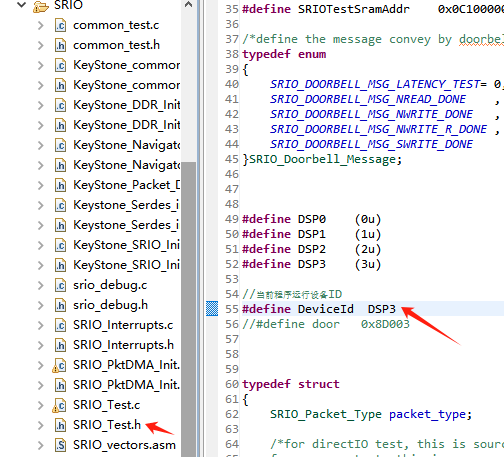 SRIO
common_test.c
common_test.h
KeyStone_common
KeyStone_common
KeyStone_DDR_Init
KeyStone_DDR_Init
KeyStone_Navigato
KeyStone_Navigato
KeyStone_Packet_D
Keystone_Serdes_i
Keystone_Serdes_i
KeyStone_SRIO_Ini
KeyStone_SRIO_Ini
srio_debug.c
srio_debug.h
SRIO_Interrupts.c
SRIO_Interrupts.h
SRIO_PktDMA_Init.
SRIO_PktDMA_Init.
SRIO_Test.c
SRIO_Test.h
SRIO_vectors.asm
35 #define SRIOTestSramAddr 0x0C100000
36
37 /*define the message convey by doorbel
38 typedef enum
39 {
40 SRIO_DOORBELL_MSG_LATENCY_TEST= 0,
41 SRIO_DOORBELL_MSG_NREAD_DONE ,
42 SRIO_DOORBELL_MSG_NWRITE_DONE ,
43 SRIO_DOORBELL_MSG_NWRITE_R_DONE ,
44 SRIO_DOORBELL_MSG_SWRITE_DONE
45 }SRIO_Doorbell_Message;
46
47
48
49 #define DSP0 (0u)
50 #define DSP1 (1u)
51 #define DSP2 (2u)
52 #define DSP3 (3u)
53
54 //当前程序运行设备ID
55 #define DeviceId DSP3
56 //#define door 0x8D003
57
58
59
60 typedef struct
61 {
62 SRIO_Packet_Type packet_type;
63
64 /*for directIO test, this is sourc